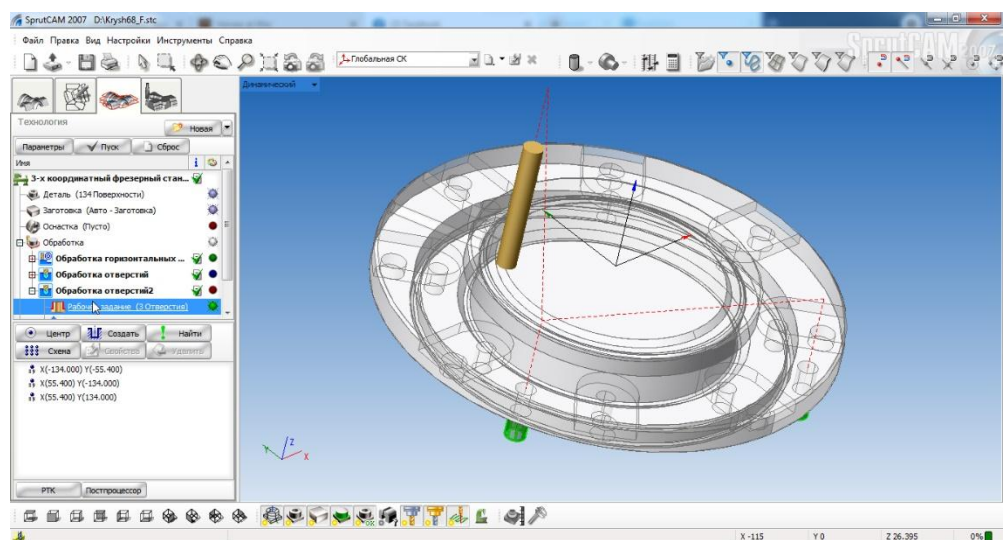 SprutCAM 2007 D:\Krysh68_F.stc
Файл Правка Вид Настройки Инструменты Справка
SprutCAM 2007
Глобальная СК
Динамический
Технология
Новая
Параметры Пуск Сброс
Имя
3-х координатный фрезерный стан...
Деталь (134 Поверхности)
Заготовка (Авто - Заготовка)
Оснастка (Пусто)
Обработка
Обработка горизонтальных ...
Обработка отверстий
Обработка отверстий2
Рабочее задание (3 Отверстие)
Центр Создать Найти
Схема Свойства Удалить
X(-134.000) Y(-55.400)
X(55.400) Y(-134.000)
X(55.400) Y(134.000)
Z
Y X
РТК Постпроцессор
X -115 Y 0 Z 26.395 0%